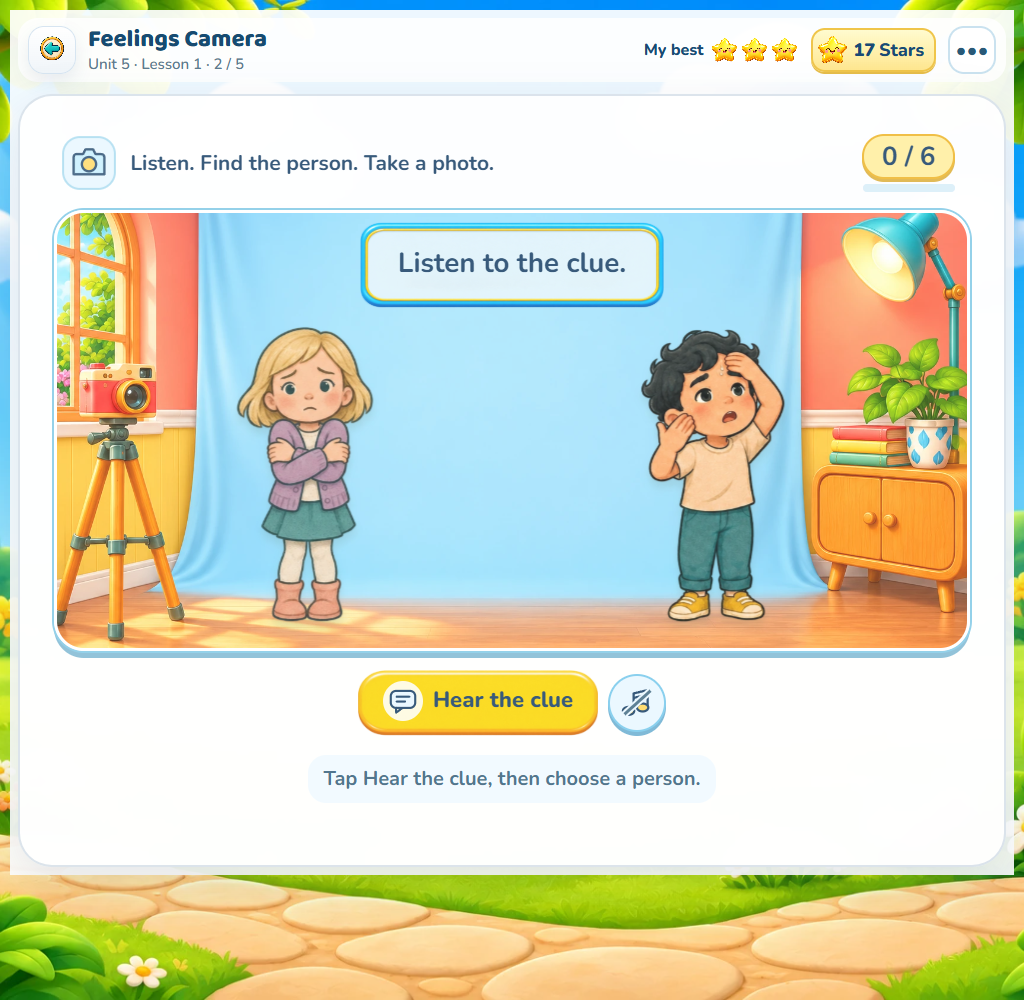 Feelings Camera
Unit 5 · Lesson 1 · 2 / 5
My best
17 Stars
Listen. Find the person. Take a photo.
0 / 6
Listen to the clue.
Hear the clue
Tap Hear the clue, then choose a person.